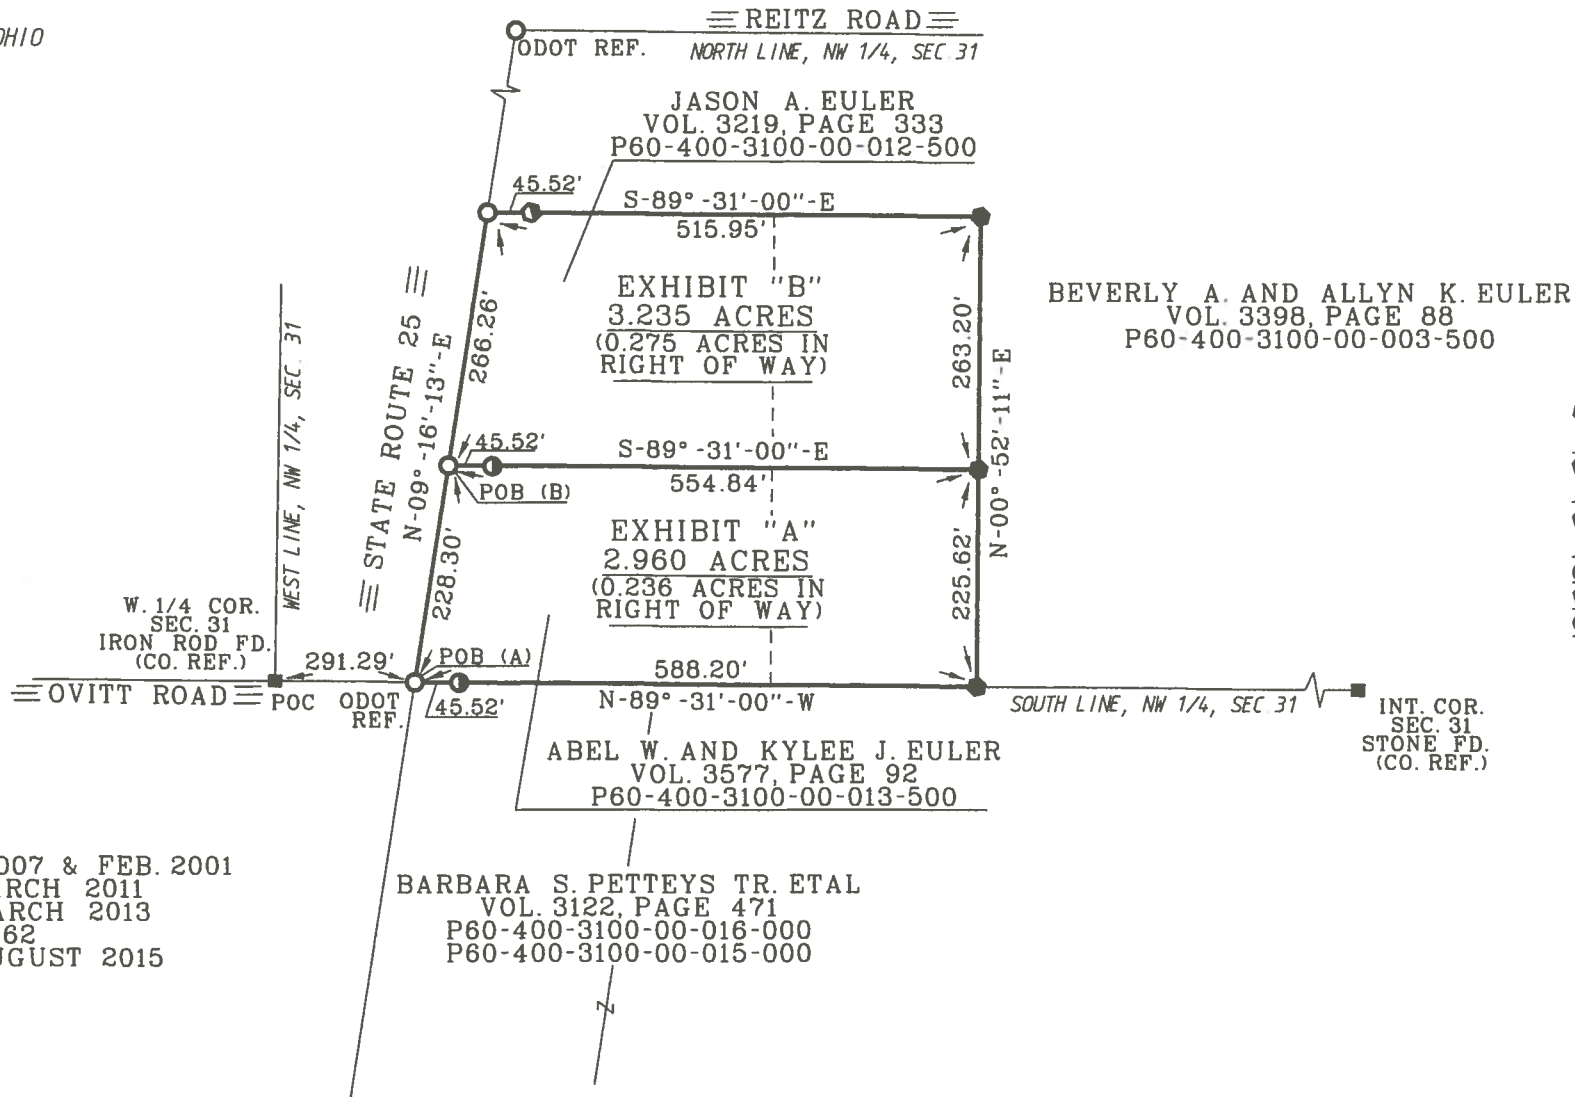 OHIO
REITZ ROAD
ODOT REF.
NORTH LINE, NW 1/4, SEC 31
JASON A. EULER
VOL. 3219, PAGE 333
P60-400-3100-00-012-500
45.52'
S-89°-31'-00"-E
515.95'
EXHIBIT "B"
3.235 ACRES
(0.275 ACRES IN
RIGHT OF WAY)
BEVERLY A. AND ALLYN K. EULER
VOL. 3398, PAGE 88
P60-400-3100-00-003-500
266.26'
263.20'
STATE ROUTE 25
N-09°-16'-13"-E
WEST LINE, NW 1/4, SEC. 31
N-00°-52'-11"-E
45.52'
S-89°-31'-00"-E
554.84'
POB (B)
EXHIBIT "A"
2.960 ACRES
(0.236 ACRES IN
RIGHT OF WAY)
228.30'
225.62'
W. 1/4 COR.
SEC. 31
IRON ROD FD.
(CO. REF.)
291.29'
POB (A)
588.20'
OVITT ROAD
POC
ODOT
REF.
45.52'
N-89°-31'-00"-W
SOUTH LINE, NW 1/4, SEC 31
INT. COR.
SEC. 31
STONE FD.
(CO. REF.)
ABEL W. AND KYLEE J. EULER
VOL. 3577, PAGE 92
P60-400-3100-00-013-500
007 & FEB. 2001
RCH 2011
ARCH 2013
62
UGUST 2015
BARBARA S. PETTEYS TR. ETAL
VOL. 3122, PAGE 471
P60-400-3100-00-016-000
P60-400-3100-00-015-000